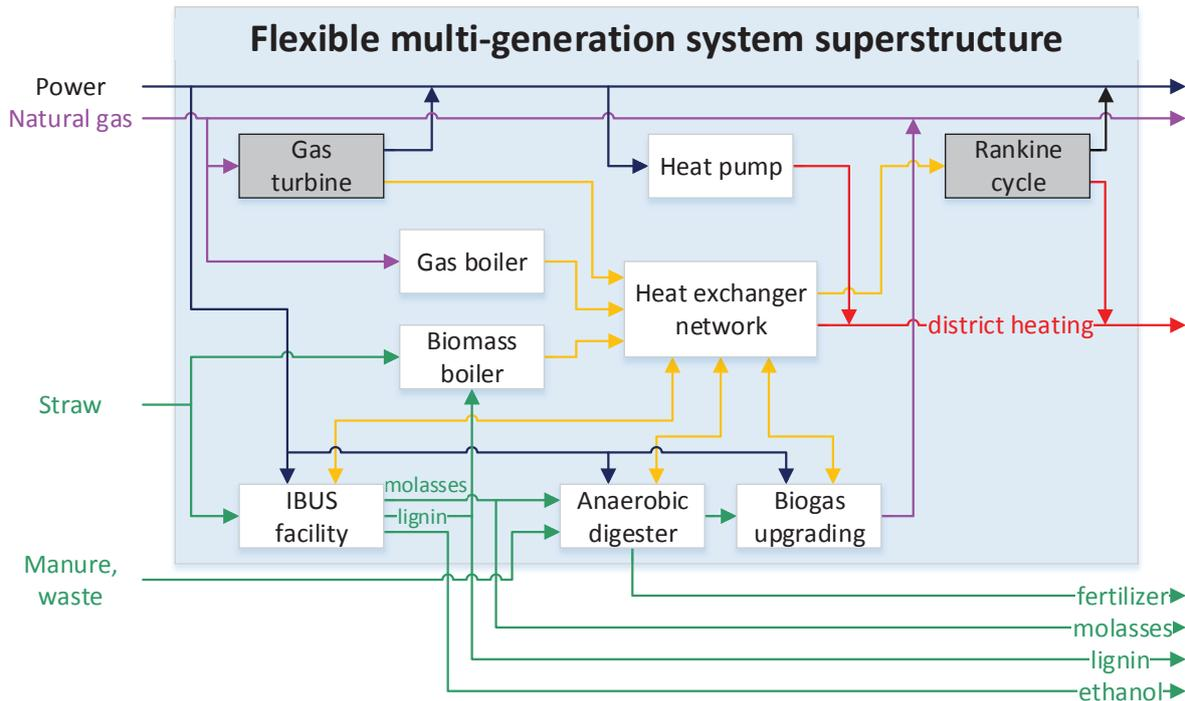 Flexible multi-generation system superstructure
Power
Natural gas
Gas
turbine
Heat pump
Rankine
cycle
Gas boiler
Heat exchanger
network
district heating
Biomass
boiler
Straw
IBUS
facility
molasses
lignin
Anaerobic
digester
Biogas
upgrading
Manure,
waste
fertilizer
molasses
lignin
ethanol